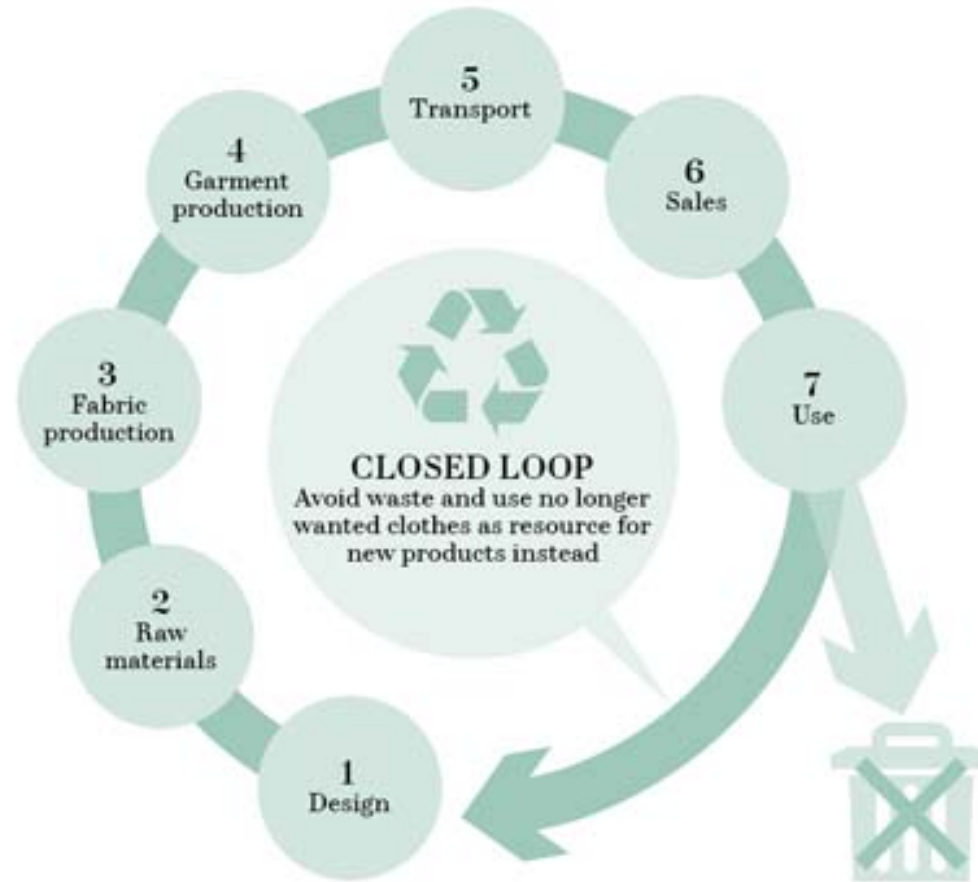 5
Transport
4
Garment
production
6
Sales
3
Fabric
production
7
Use
CLOSED LOOP
Avoid waste and use no longer
wanted clothes as resource for
new products instead
2
Raw
materials
1
Design